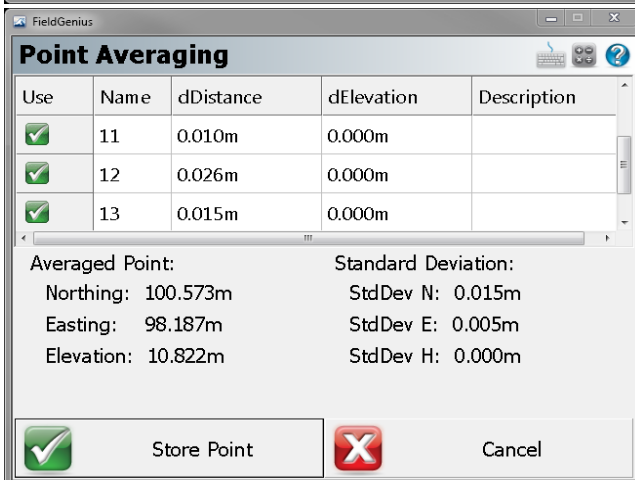 FieldGenius
Point Averaging
Use Name dDistance dElevation Description
11 0.010m 0.000m
12 0.026m 0.000m
13 0.015m 0.000m
Averaged Point: Standard Deviation:
Northing: 100.573m StdDev N: 0.015m
Easting: 98.187m StdDev E: 0.005m
Elevation: 10.822m StdDev H: 0.000m
Store Point Cancel